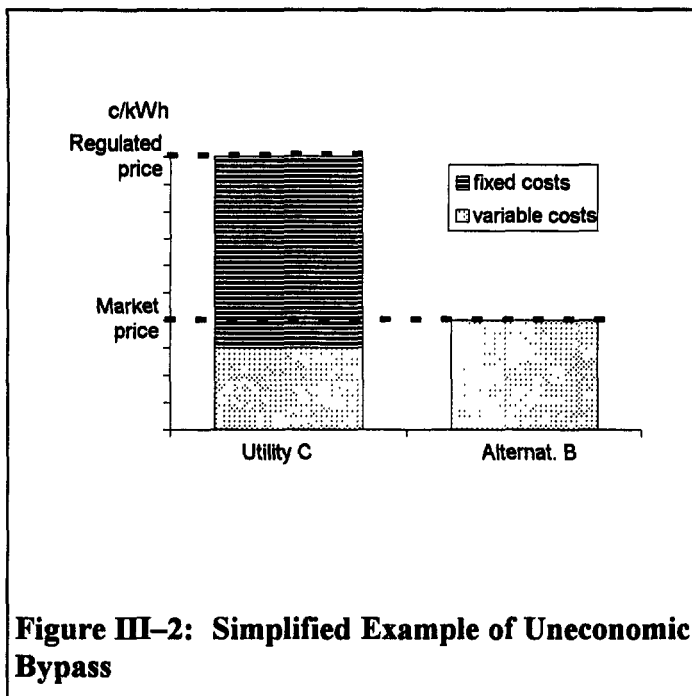 c/kWh
Regulated
price
fixed costs
variable costs
Market
price
Utility C
Alternat. B
Figure III–2: Simplified Example of Uneconomic
Bypass